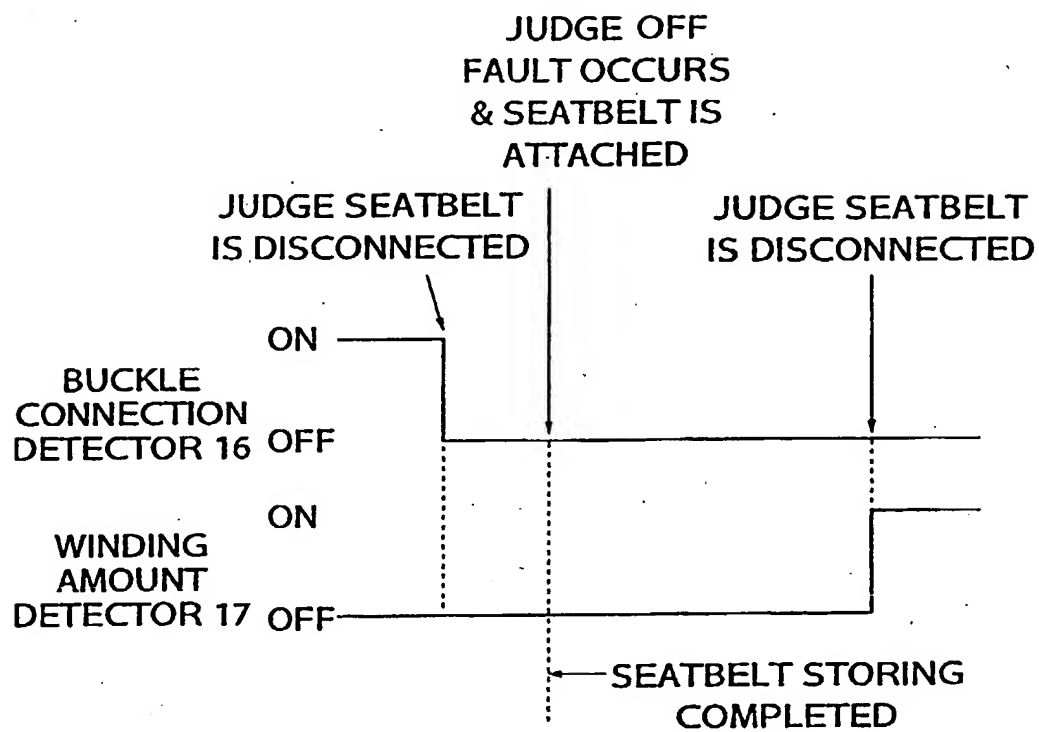 JUDGE OFF
FAULT OCCURS
& SEATBELT IS
ATTACHED
JUDGE SEATBELT
IS DISCONNECTED
JUDGE SEATBELT
IS DISCONNECTED
ON
BUCKLE
CONNECTION
DETECTOR 16
OFF
ON
WINDING
AMOUNT
DETECTOR 17
OFF
SEATBELT STORING
COMPLETED